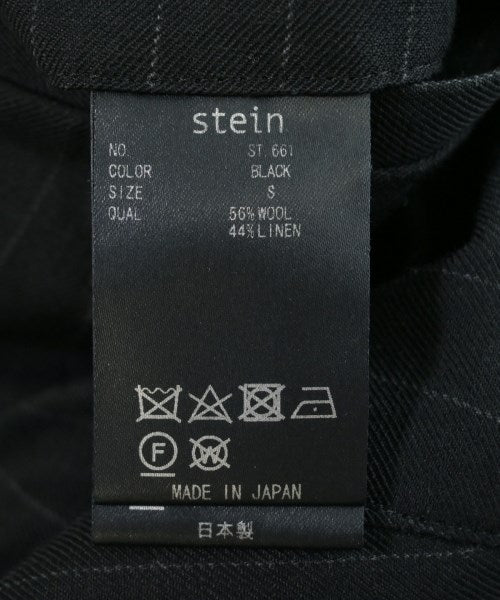 stein
NO. ST.661
COLOR BLACK
SIZE S
QUAL 56%WOOL
44%LINEN
F W
MADE IN JAPAN
日本製